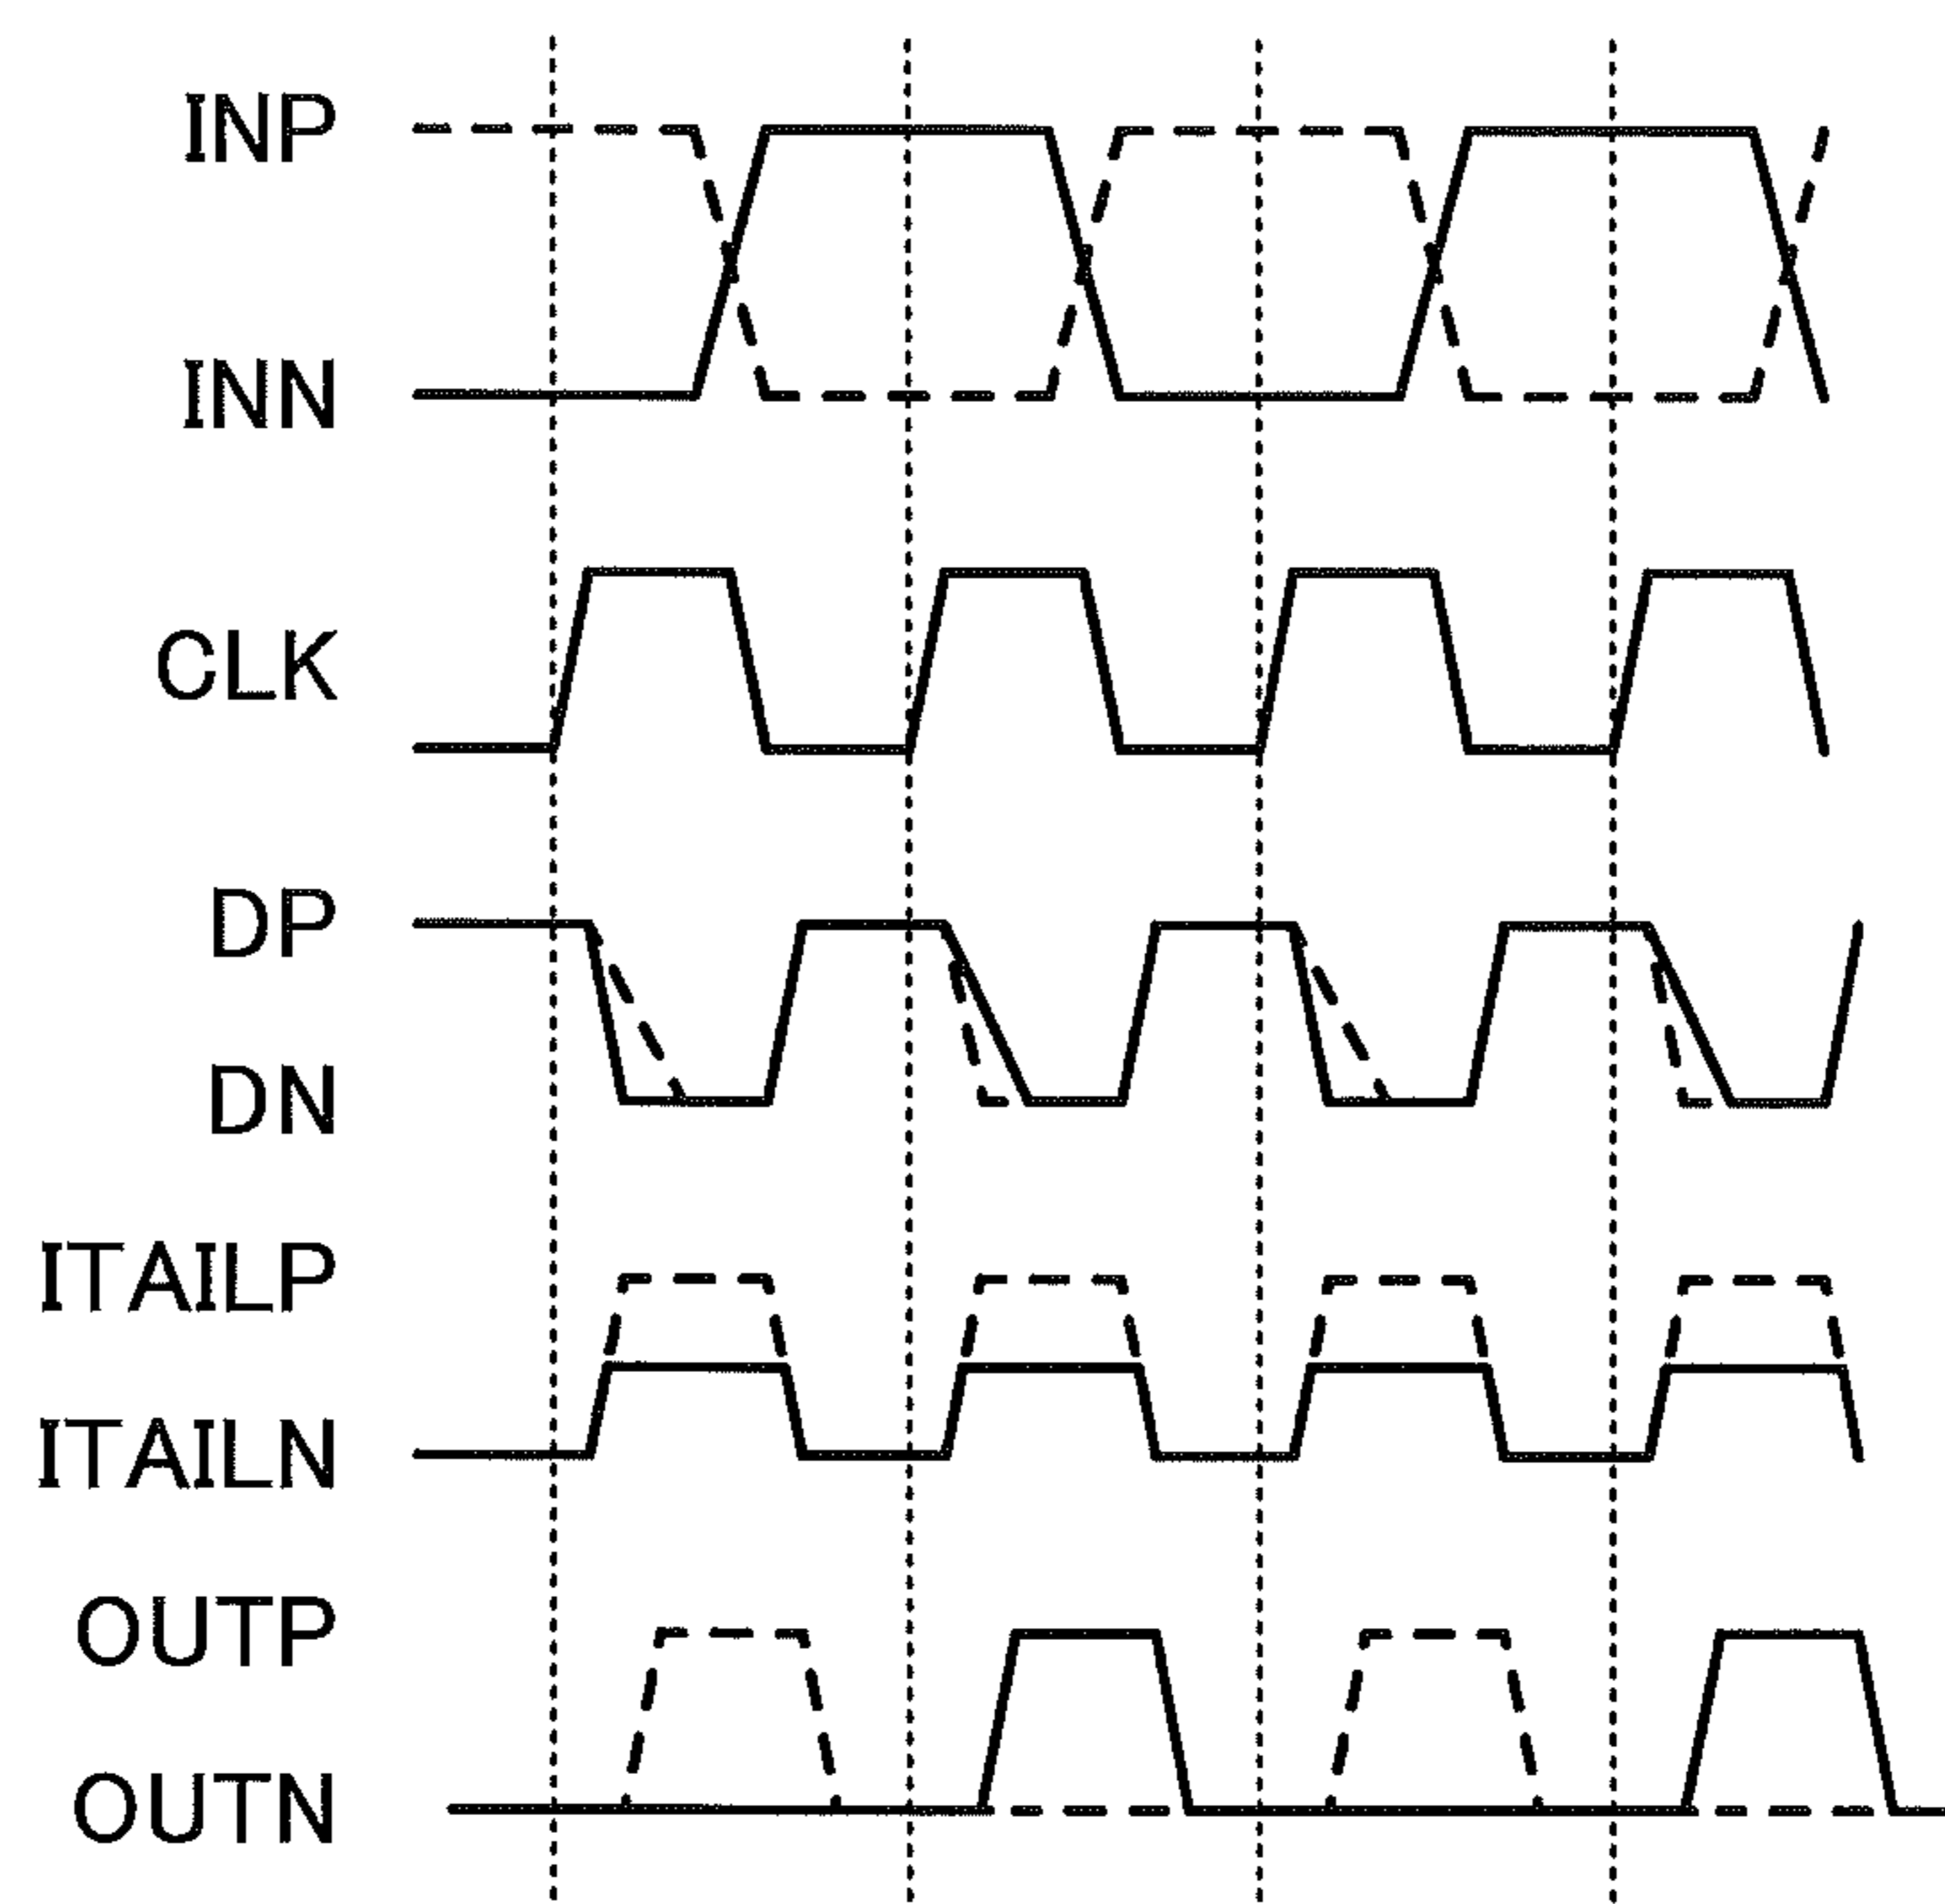 INP
INN
CLK
DP
DN
ITAILP
ITAILN
OUTP
OUTN